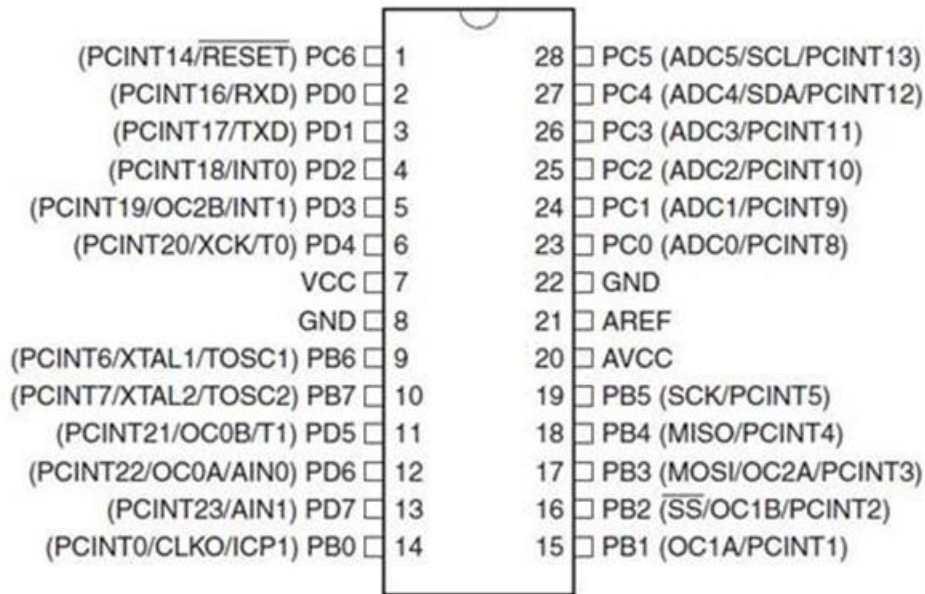 (PCINT14/RESET) PC6 1 28 PC5 (ADC5/SCL/PCINT13)
(PCINT16/RXD) PD0 2 27 PC4 (ADC4/SDA/PCINT12)
(PCINT17/TXD) PD1 3 26 PC3 (ADC3/PCINT11)
(PCINT18/INT0) PD2 4 25 PC2 (ADC2/PCINT10)
(PCINT19/OC2B/INT1) PD3 5 24 PC1 (ADC1/PCINT9)
(PCINT20/XCK/T0) PD4 6 23 PC0 (ADC0/PCINT8)
VCC 7 22 GND
GND 8 21 AREF
(PCINT6/XTAL1/TOSC1) PB6 9 20 AVCC
(PCINT7/XTAL2/TOSC2) PB7 10 19 PB5 (SCK/PCINT5)
(PCINT21/OC0B/T1) PD5 11 18 PB4 (MISO/PCINT4)
(PCINT22/OC0A/AIN0) PD6 12 17 PB3 (MOSI/OC2A/PCINT3)
(PCINT23/AIN1) PD7 13 16 PB2 (SS/OC1B/PCINT2)
(PCINT0/CLKO/ICP1) PB0 14 15 PB1 (OC1A/PCINT1)